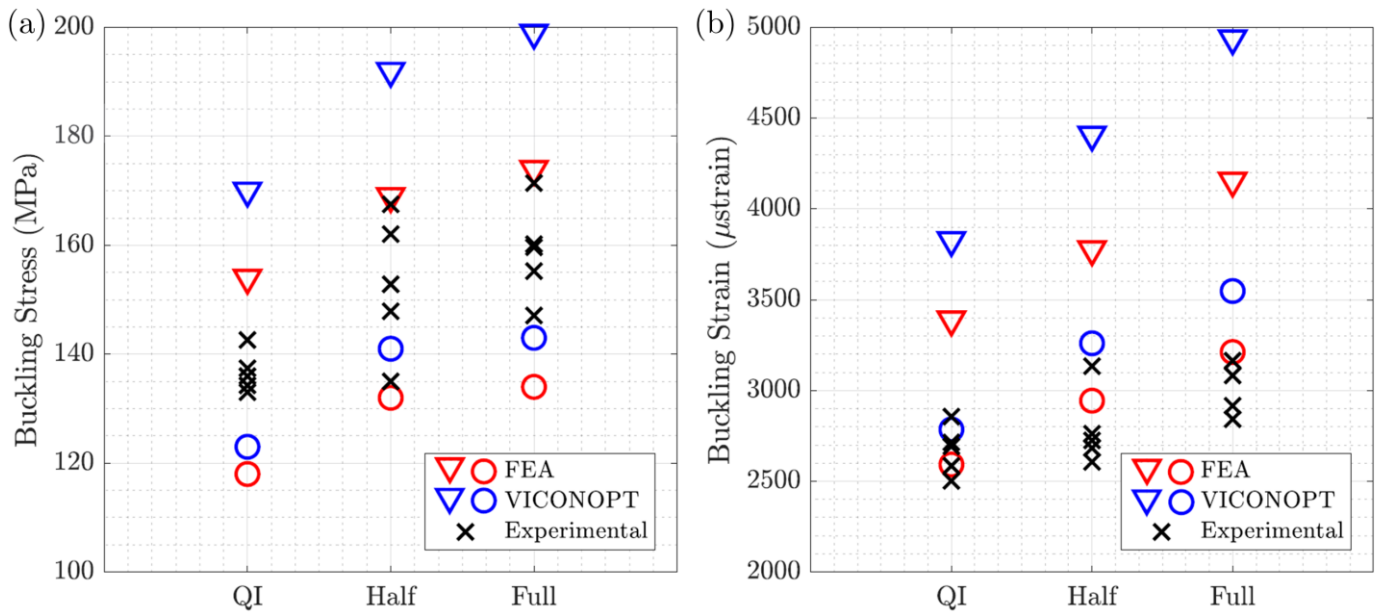 (a)
Buckling Stress (MPa)
200
180
160
140
120
100
QI Half Full
FEA
VICONOPT
Experimental
(b)
Buckling Strain (μstrain)
5000
4500
4000
3500
3000
2500
2000
QI Half Full
FEA
VICONOPT
Experimental